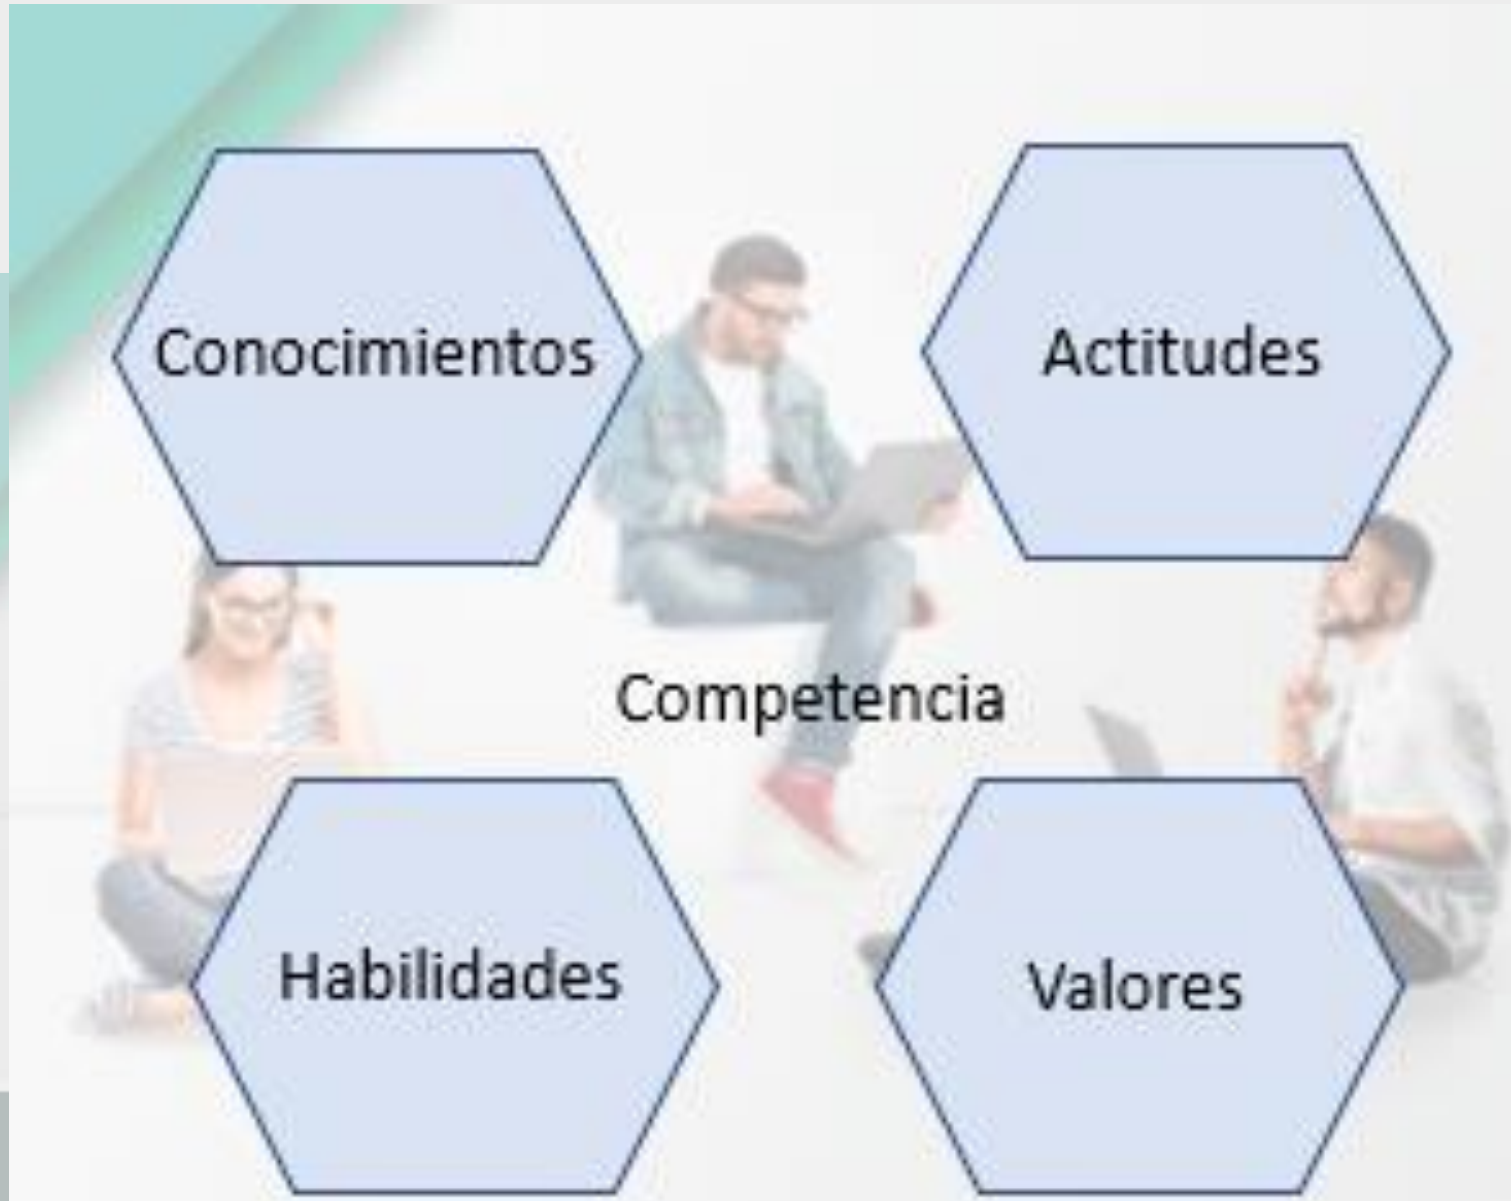 Conocimientos
Actitudes
Competencia
Habilidades
Valores